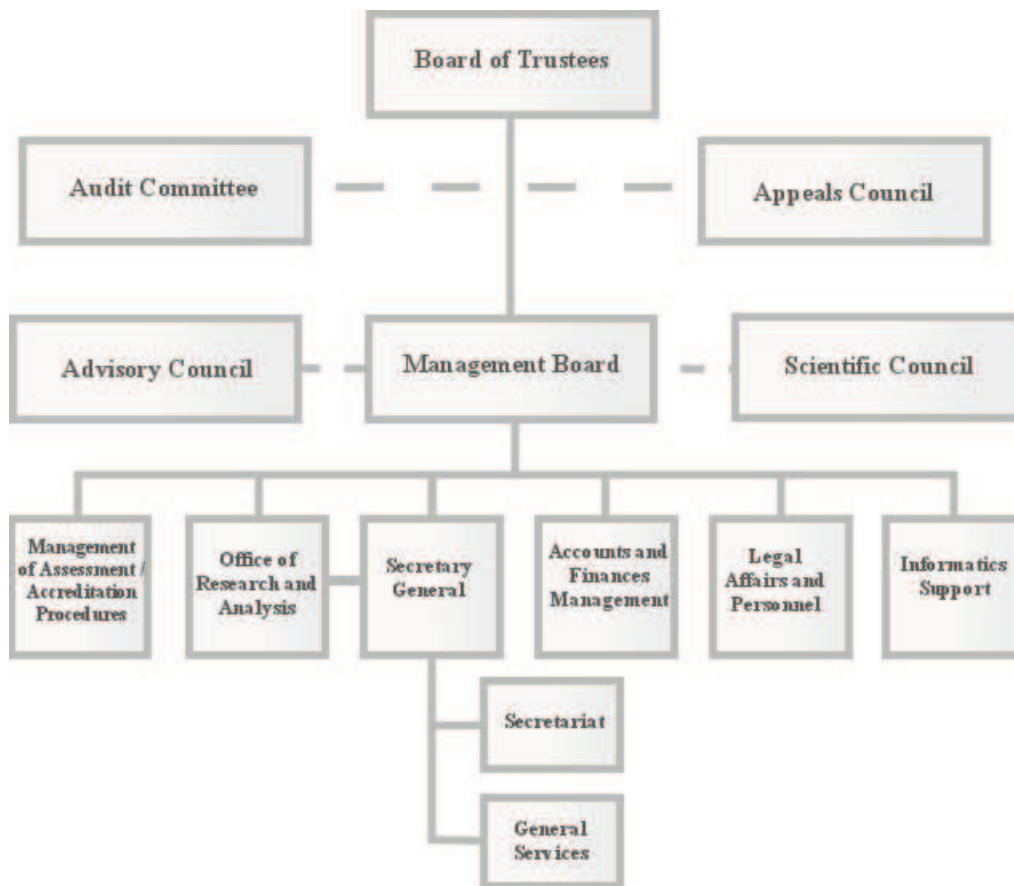 Board of Trustees
Audit Committee
Appeals Council
Advisory Council
Management Board
Scientific Council
Management
of Assessment /
Accreditation
Procedures
Office of
Research and
Analysis
Secretary
General
Accounts and
Finances
Management
Legal
Affairs and
Personnel
Informatics
Support
Secretariat
General
Services